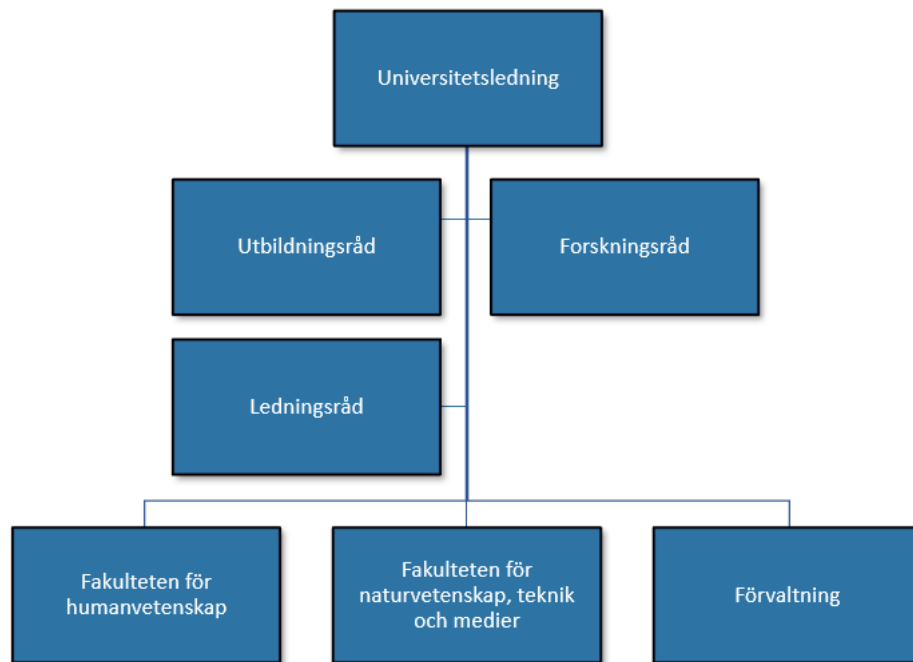 Universitetsledning
Utbildningsråd
Forskningsråd
Ledningsråd
Fakulteten för
humanvetenskap
Fakulteten för
naturvetenskap, teknik
och medier
Förvaltning